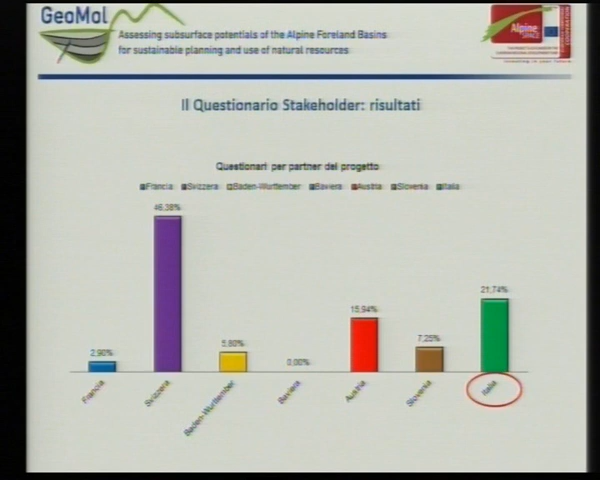 GeoMol
Assessing subsurface potentials of the Alpine Foreland Basins
for sustainable planning and use of natural resources
Alpine
SPACE
Il Questionario Stakeholder: risultati
Questionari per partner del progetto
Francia Svizzera Baden-Wurttember Baviera Austria Slovenia Italia
46,38%
21,74%
15,94%
7,25%
5,80%
2,90%
0,00%
Francia Svizzera Baden-Wurttember Baviera Austria Slovenia Italia